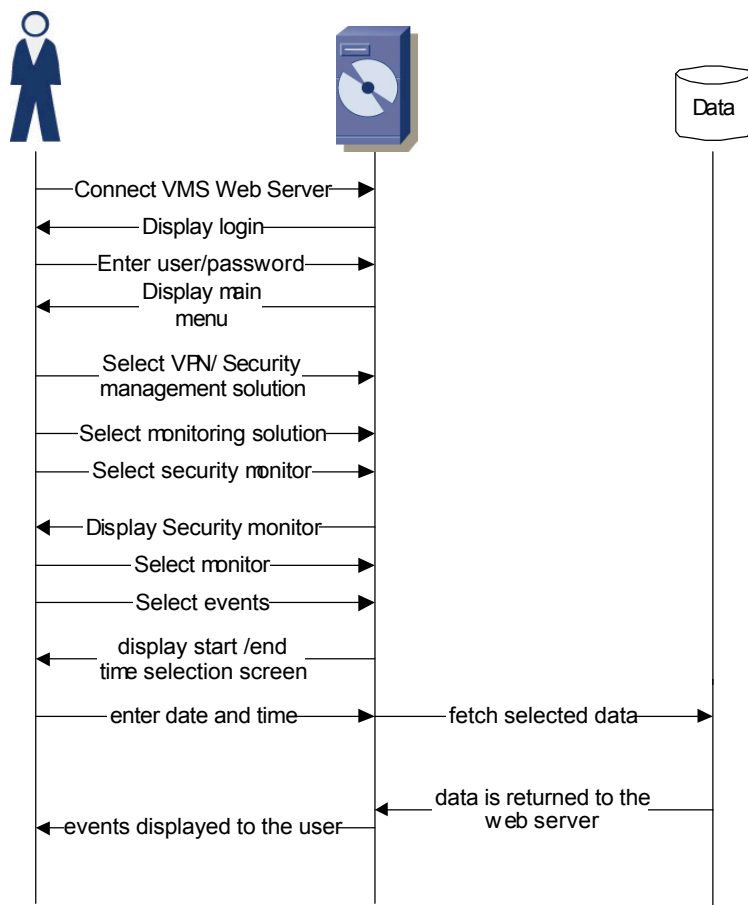 Data
Connect VMS Web Server
Display login
Enter user/password
Display main
menu
Select VPN/ Security
management solution
Select monitoring solution
Select security monitor
Display Security monitor
Select monitor
Select events
display start /end
time selection screen
enter date and time
fetch selected data
data is returned to the
web server
events displayed to the user